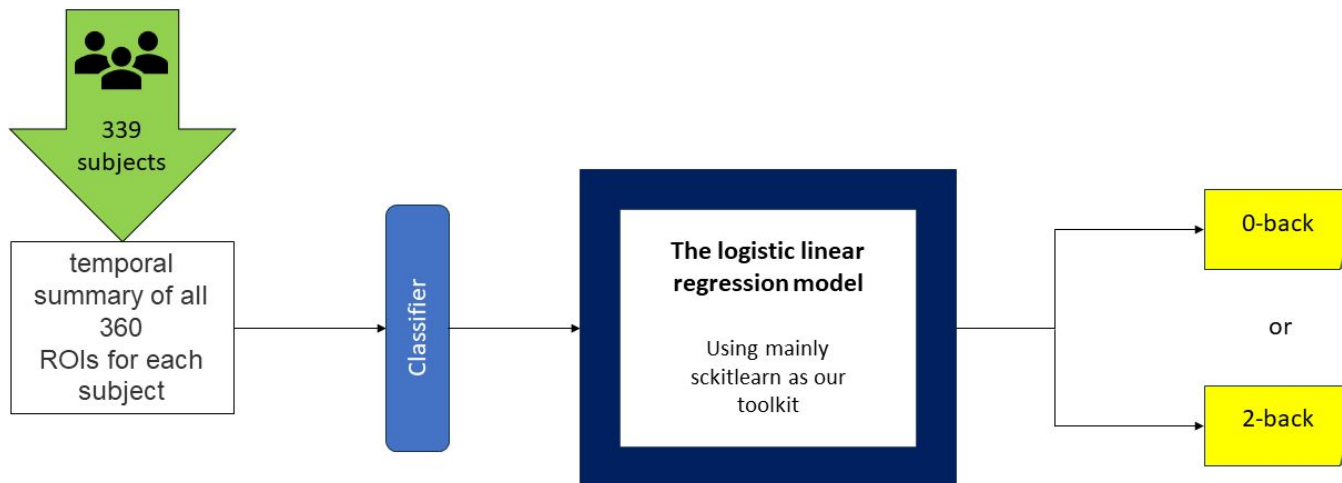 339
subjects
temporal
summary of all
360
ROIs for each
subject
Classifier
The logistic linear
regression model
Using mainly
sckitlearn as our
toolkit
0-back
or
2-back